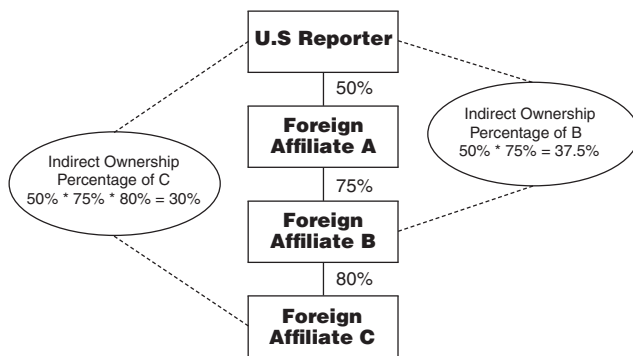 U.S Reporter
50%
Foreign
Affiliate A
Indirect Ownership
Percentage of B
50% * 75% = 37.5%
Indirect Ownership
Percentage of C
50% * 75% * 80% = 30%
75%
Foreign
Affiliate B
80%
Foreign
Affiliate C